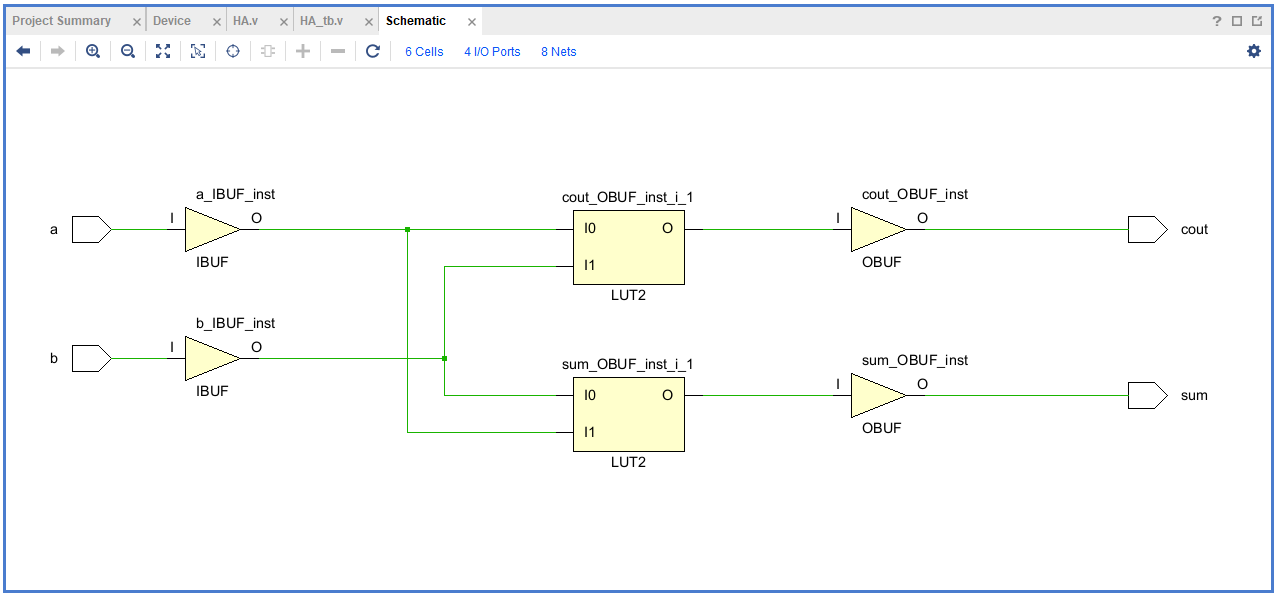 Project Summary × Device × HA.v × HA_tb.v × Schematic × ?
6 Cells 4 I/O Ports 8 Nets
a_IBUF_inst
a I O
IBUF
b_IBUF_inst
b I O
IBUF
cout_OBUF_inst_i_1
I0 O
I1
LUT2
sum_OBUF_inst_i_1
I0 O
I1
LUT2
cout_OBUF_inst
I O cout
OBUF
sum_OBUF_inst
I O sum
OBUF